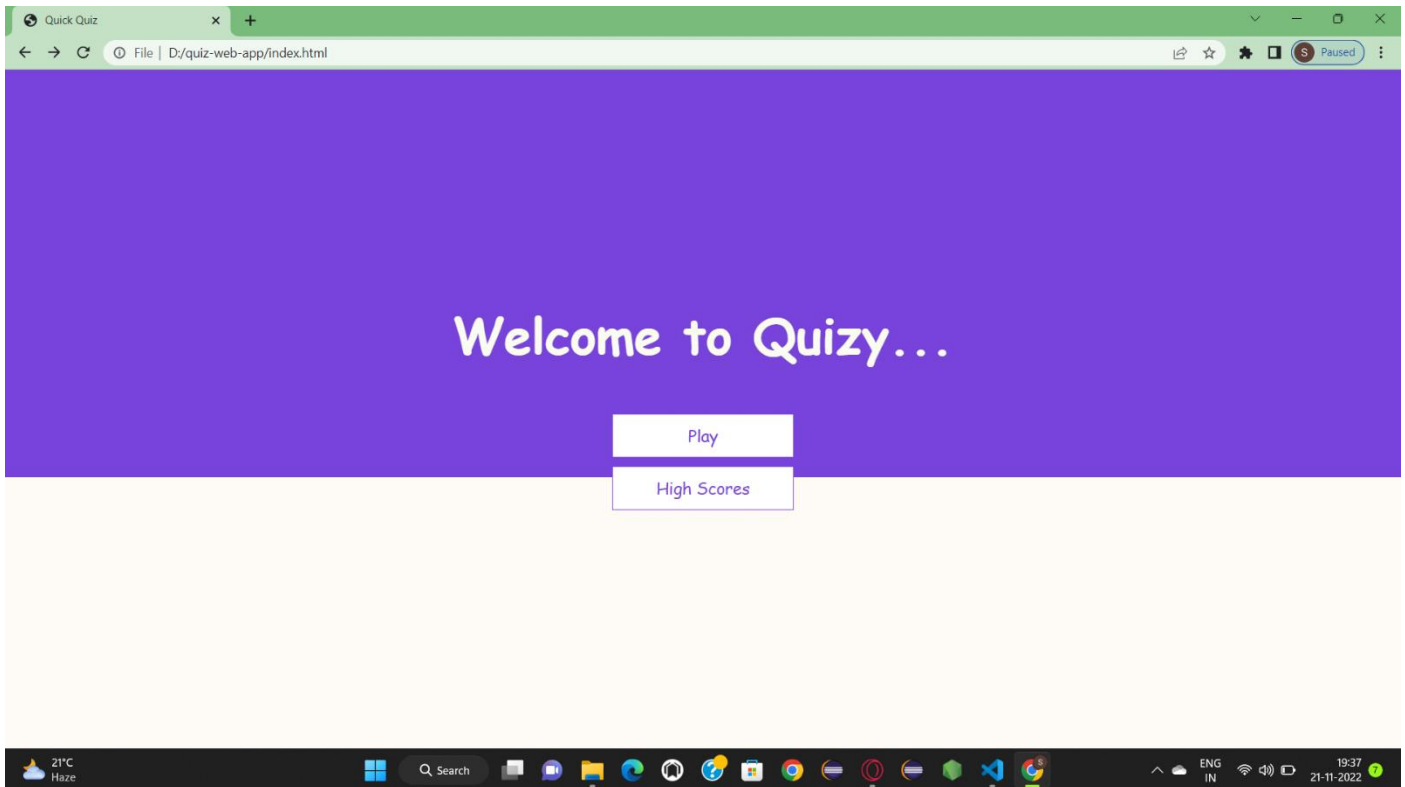 Quick Quiz
File | D:/quiz-web-app/index.html
S Paused
Welcome to Quizy...
Play
High Scores
21°C
Haze
Search
ENG
IN
19:37
21-11-2022
7